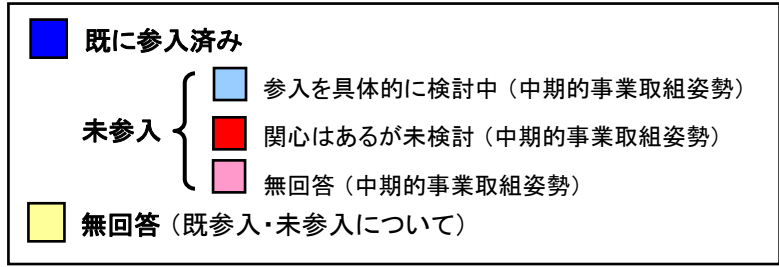 既に参入済み
参入を具体的に検討中（中期的事業取組姿勢）
未参入
関心はあるが未検討（中期的事業取組姿勢）
無回答（中期的事業取組姿勢）
無回答（既参入・未参入について）